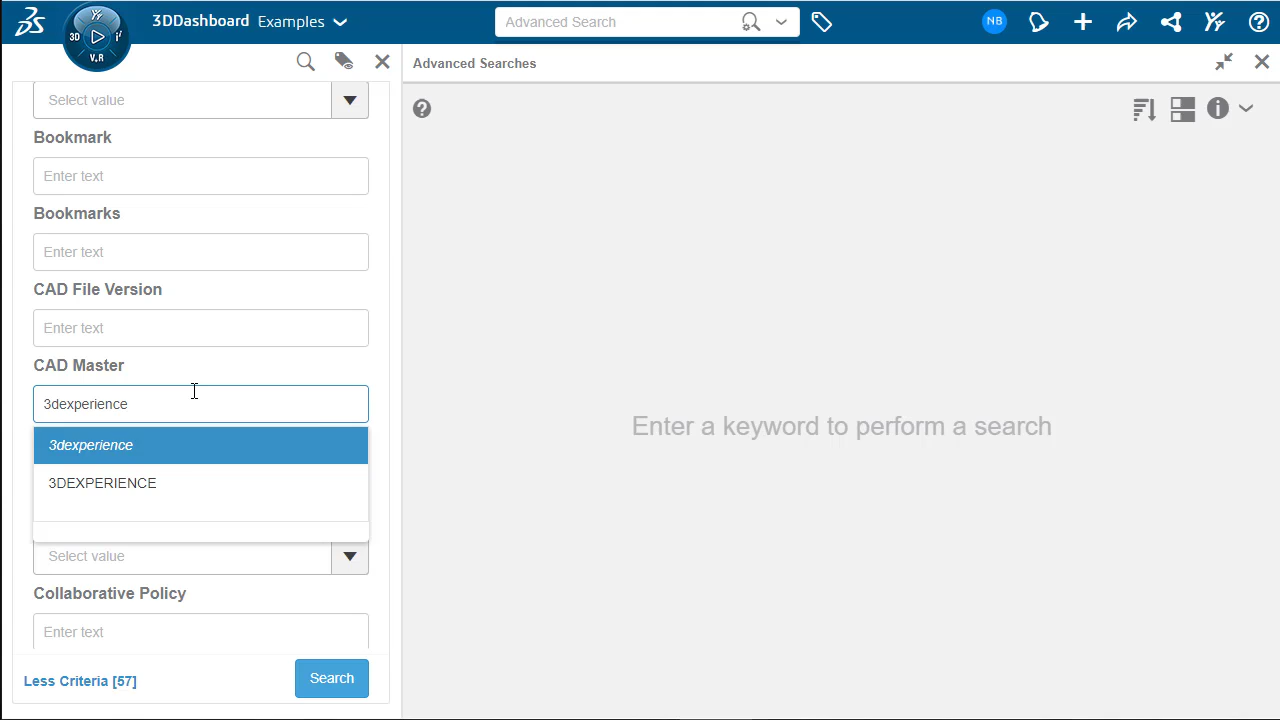 3DDashboard Examples
Advanced Search
NB
3D
V.R
Advanced Searches
Select value
Bookmark
Enter text
Bookmarks
Enter text
CAD File Version
Enter text
CAD Master
3dexperience
3dexperience
3DEXPERIENCE
Select value
Collaborative Policy
Enter text
Less Criteria [57]
Search
Enter a keyword to perform a search